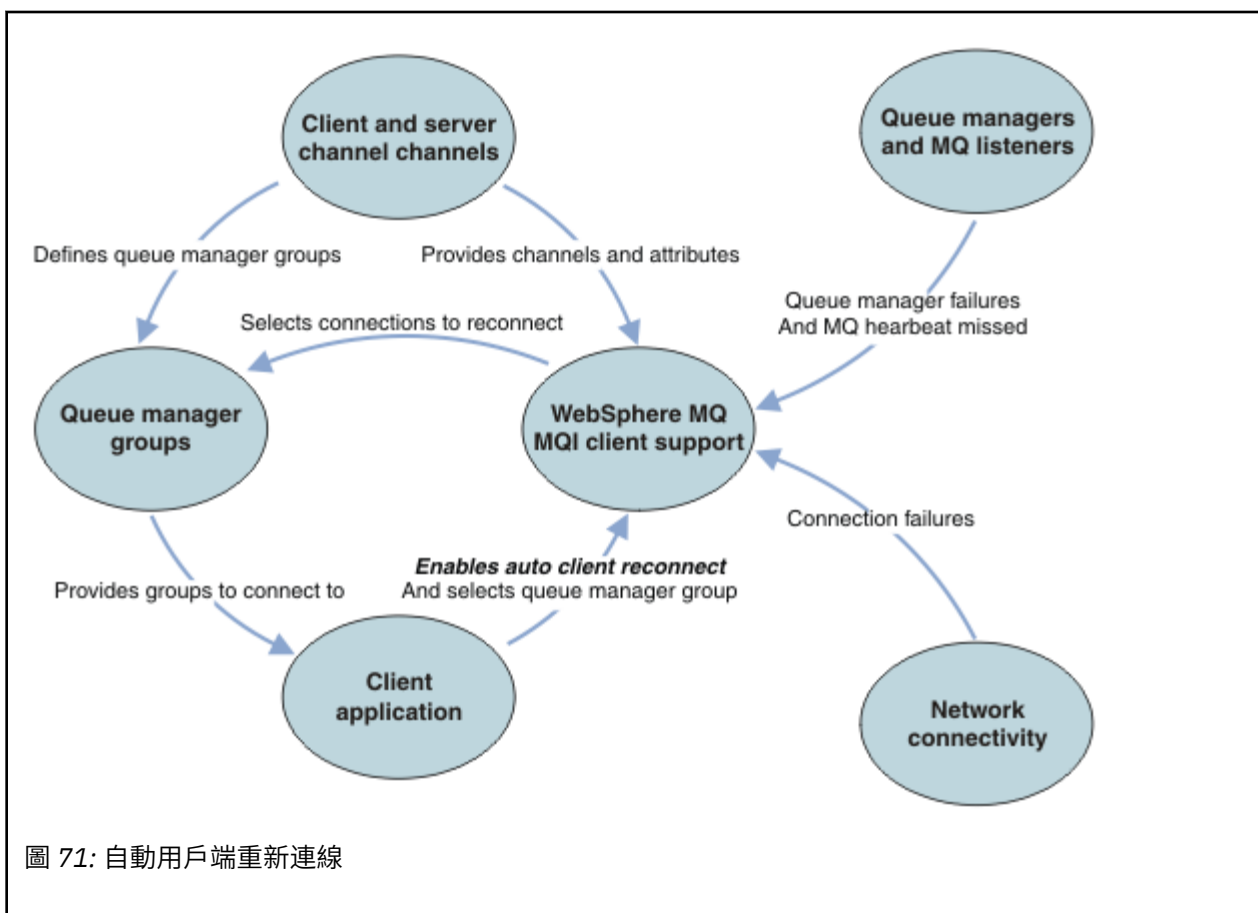 Client and server
channel channels
Queue managers
and MQ listeners
Defines queue manager groups
Provides channels and attributes
Queue manager failures
And MQ hearbeat missed
Selects connections to reconnect
Queue manager
groups
WebSphere MQ
MQI client support
Connection failures
Enables auto client reconnect
And selects queue manager group
Provides groups to connect to
Client
application
Network
connectivity
圖 71: 自動用戶端重新連線